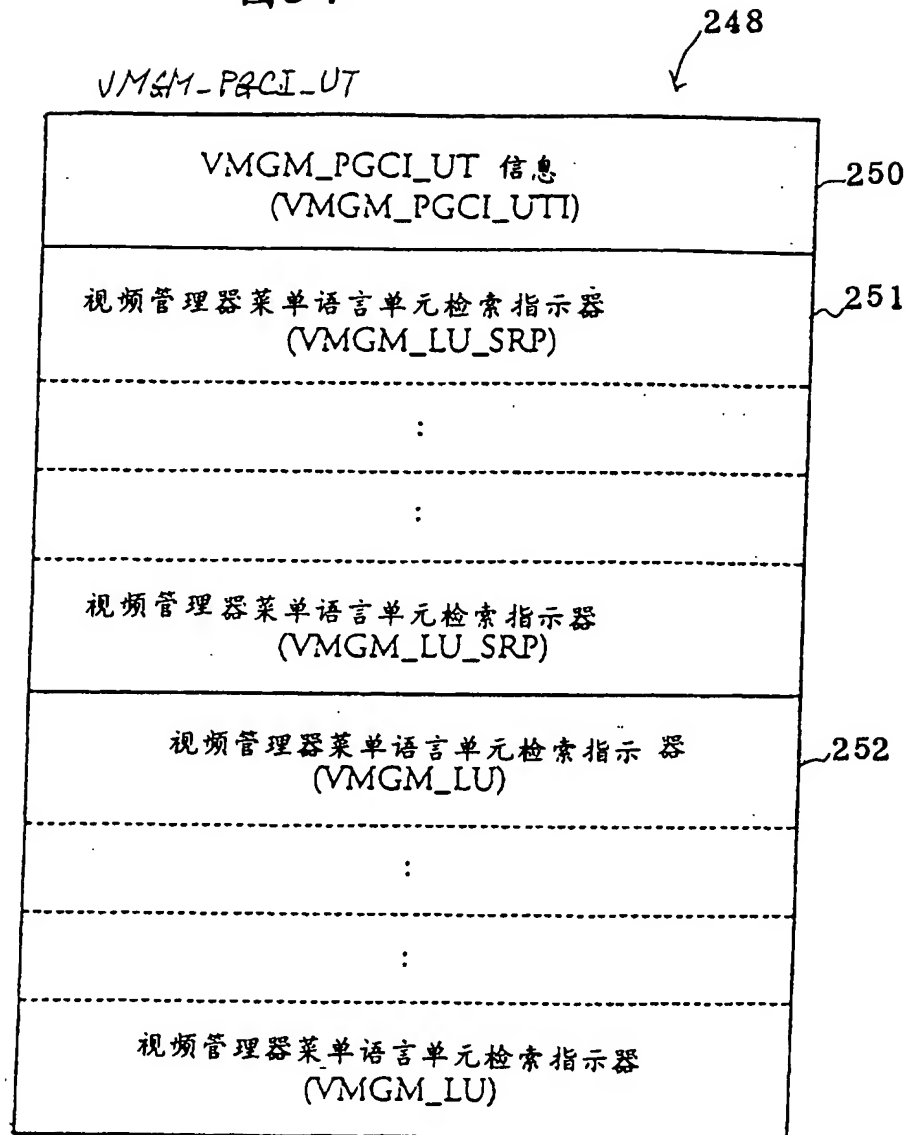 248
VMGM-PGCI-UT
VMGM_PGCI_UT 信息
(VMGM_PGCI_UTI)
250
视频管理器菜单语言单元检索指示器
(VMGM_LU_SRP)
251
:
:
视频管理器菜单语言单元检索指示器
(VMGM_LU_SRP)
视频管理器菜单语言单元检索指示 器
(VMGM_LU)
252
:
:
视频管理器菜单语言单元检索指示器
(VMGM_LU)